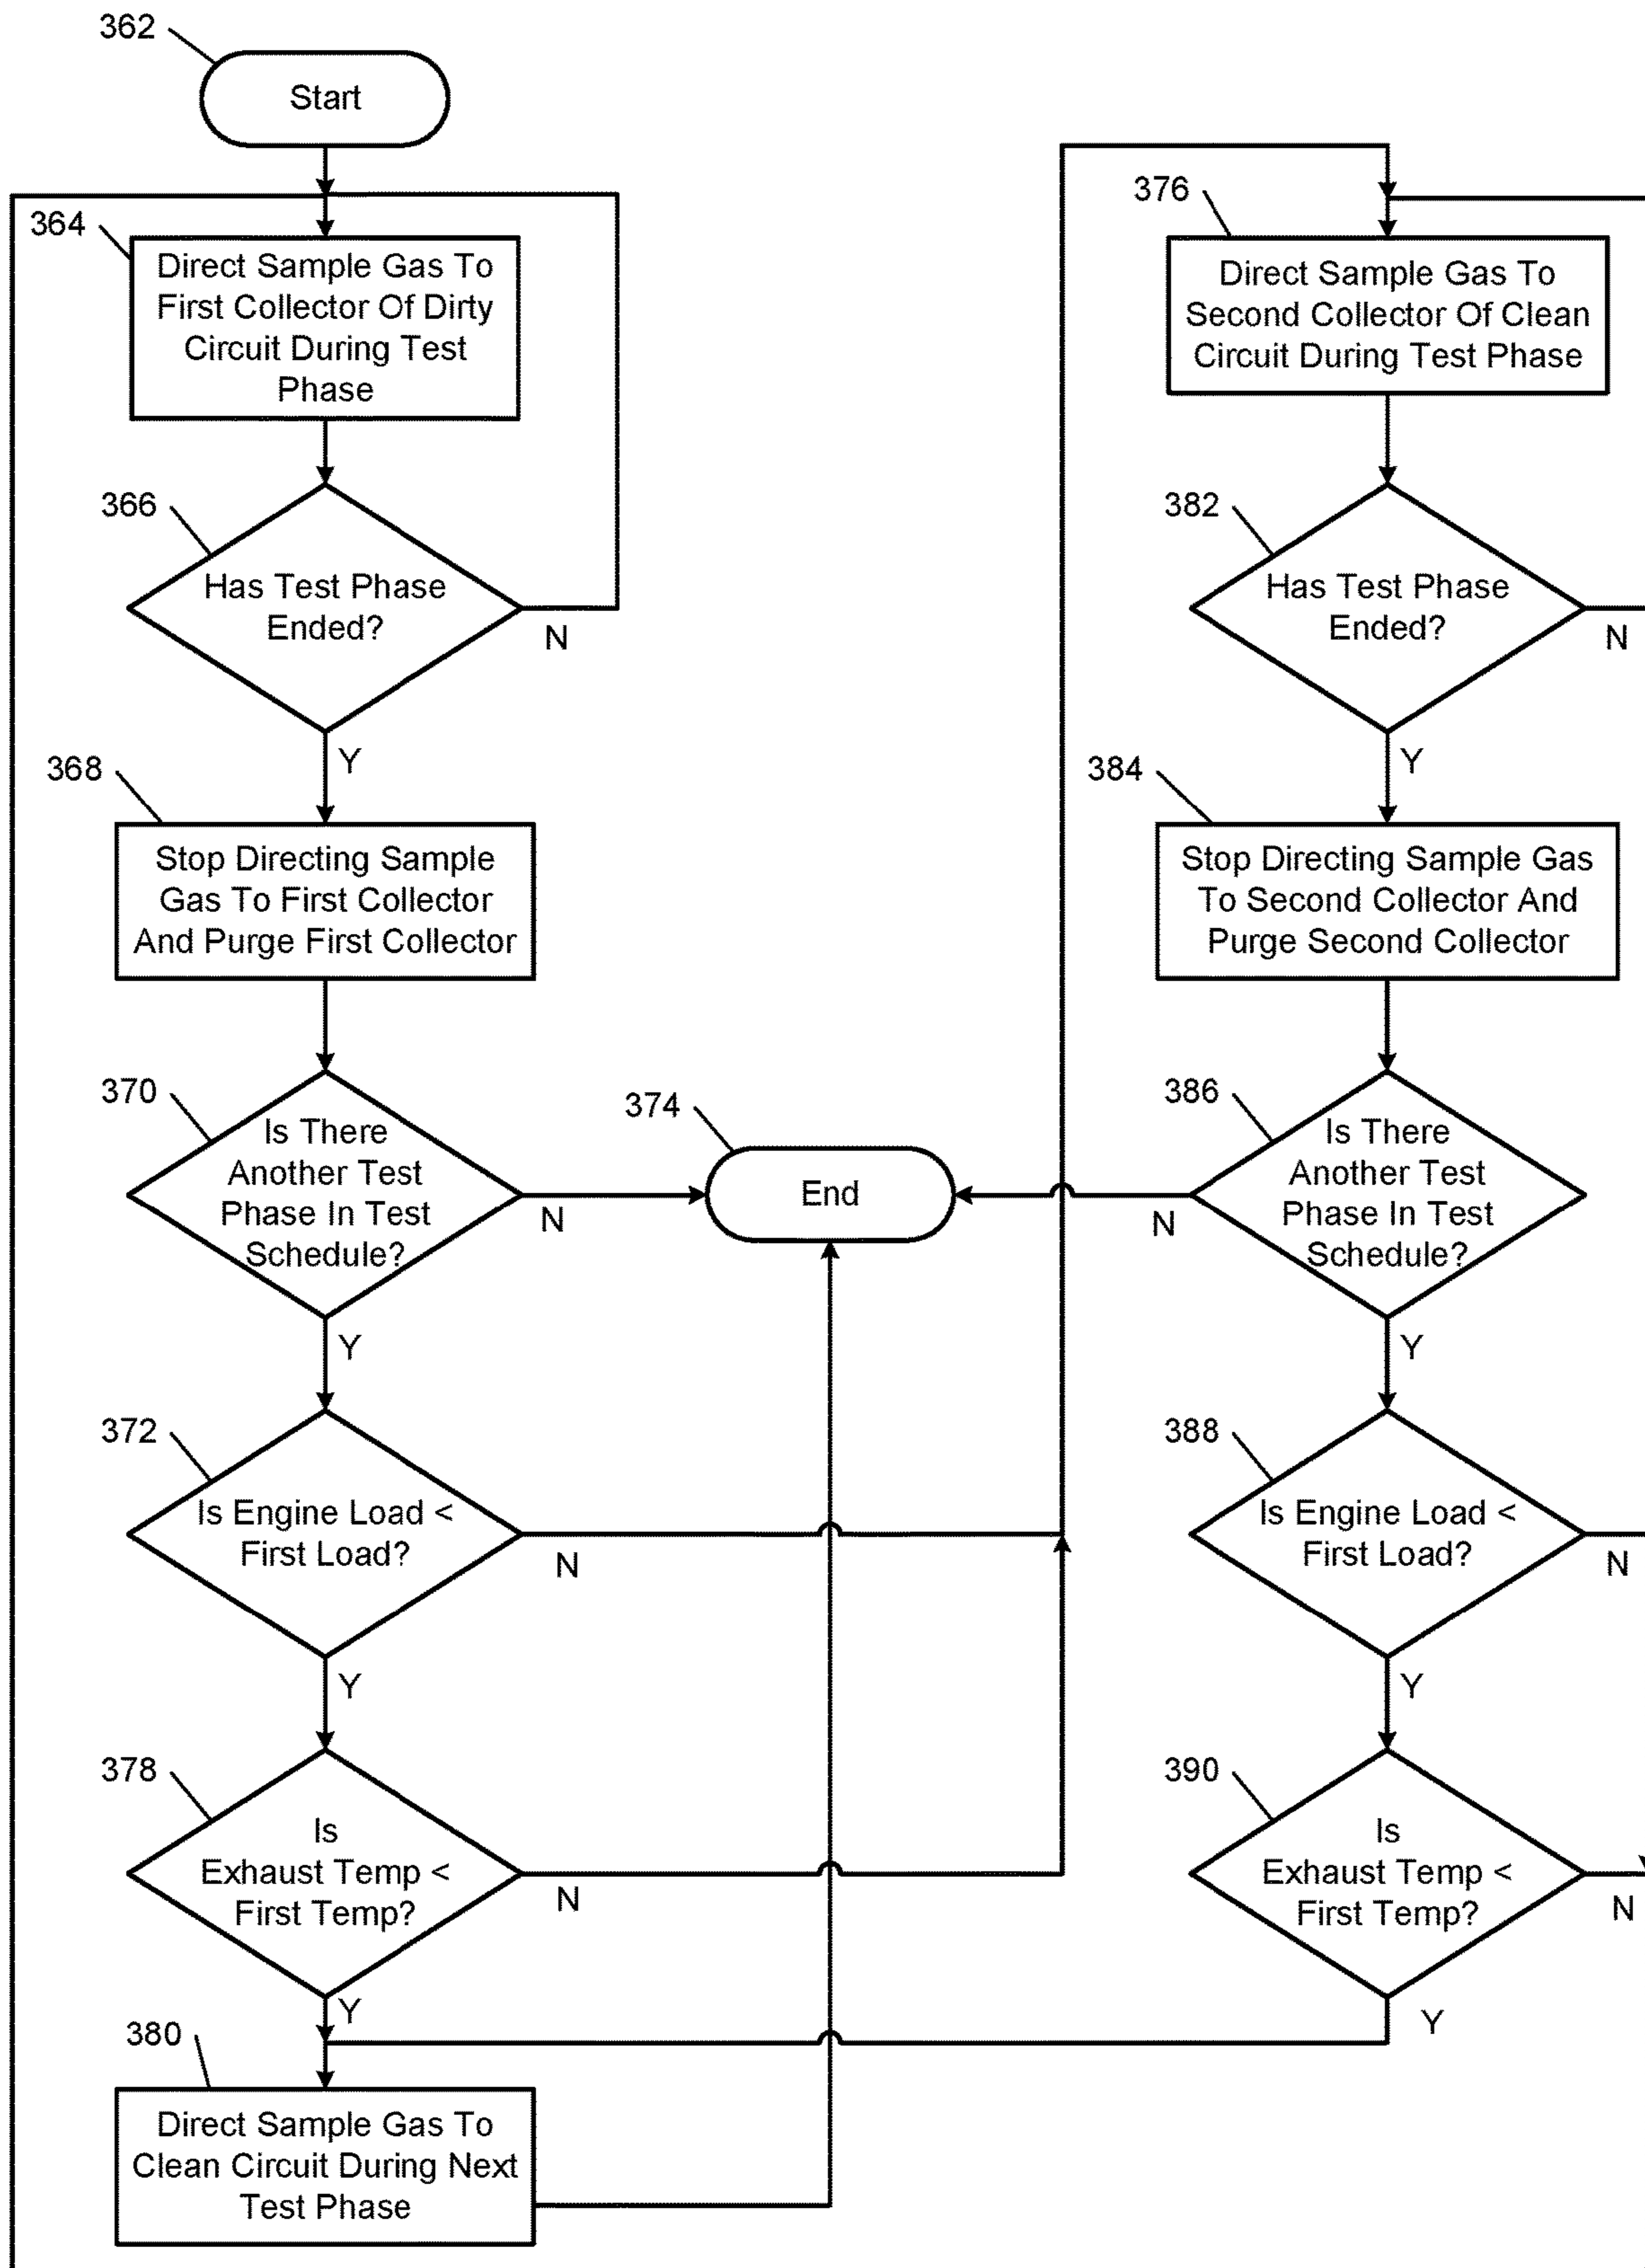 362
Start
364
Direct Sample Gas To
First Collector Of Dirty
Circuit During Test
Phase
366
Has Test Phase
Ended?
N
Y
368
Stop Directing Sample
Gas To First Collector
And Purge First Collector
370
Is There
Another Test
Phase In Test
Schedule?
N
Y
374
End
372
Is Engine Load <
First Load?
N
Y
378
Is
Exhaust Temp <
First Temp?
N
Y
380
Direct Sample Gas To
Clean Circuit During Next
Test Phase
376
Direct Sample Gas To
Second Collector Of Clean
Circuit During Test Phase
382
Has Test Phase
Ended?
N
Y
384
Stop Directing Sample Gas
To Second Collector And
Purge Second Collector
386
Is There
Another Test
Phase In Test
Schedule?
N
Y
388
Is Engine Load <
First Load?
N
Y
390
Is
Exhaust Temp <
First Temp?
N
Y